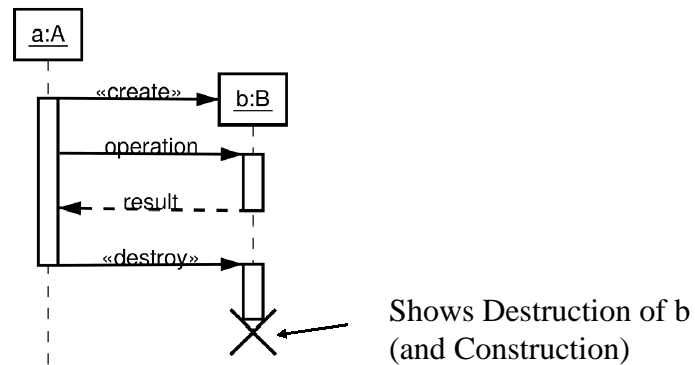 a:A
«create»
b:B
operation
result
«destroy»
Shows Destruction of b
(and Construction)